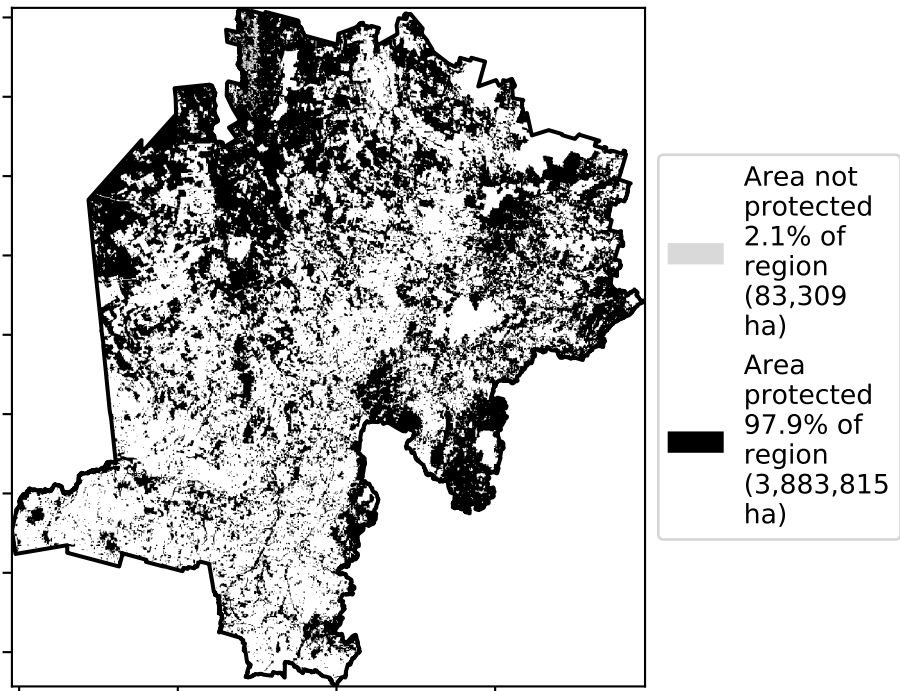 Area not
protected
2.1% of
region
(83,309
ha)
Area
protected
97.9% of
region
(3,883,815
ha)